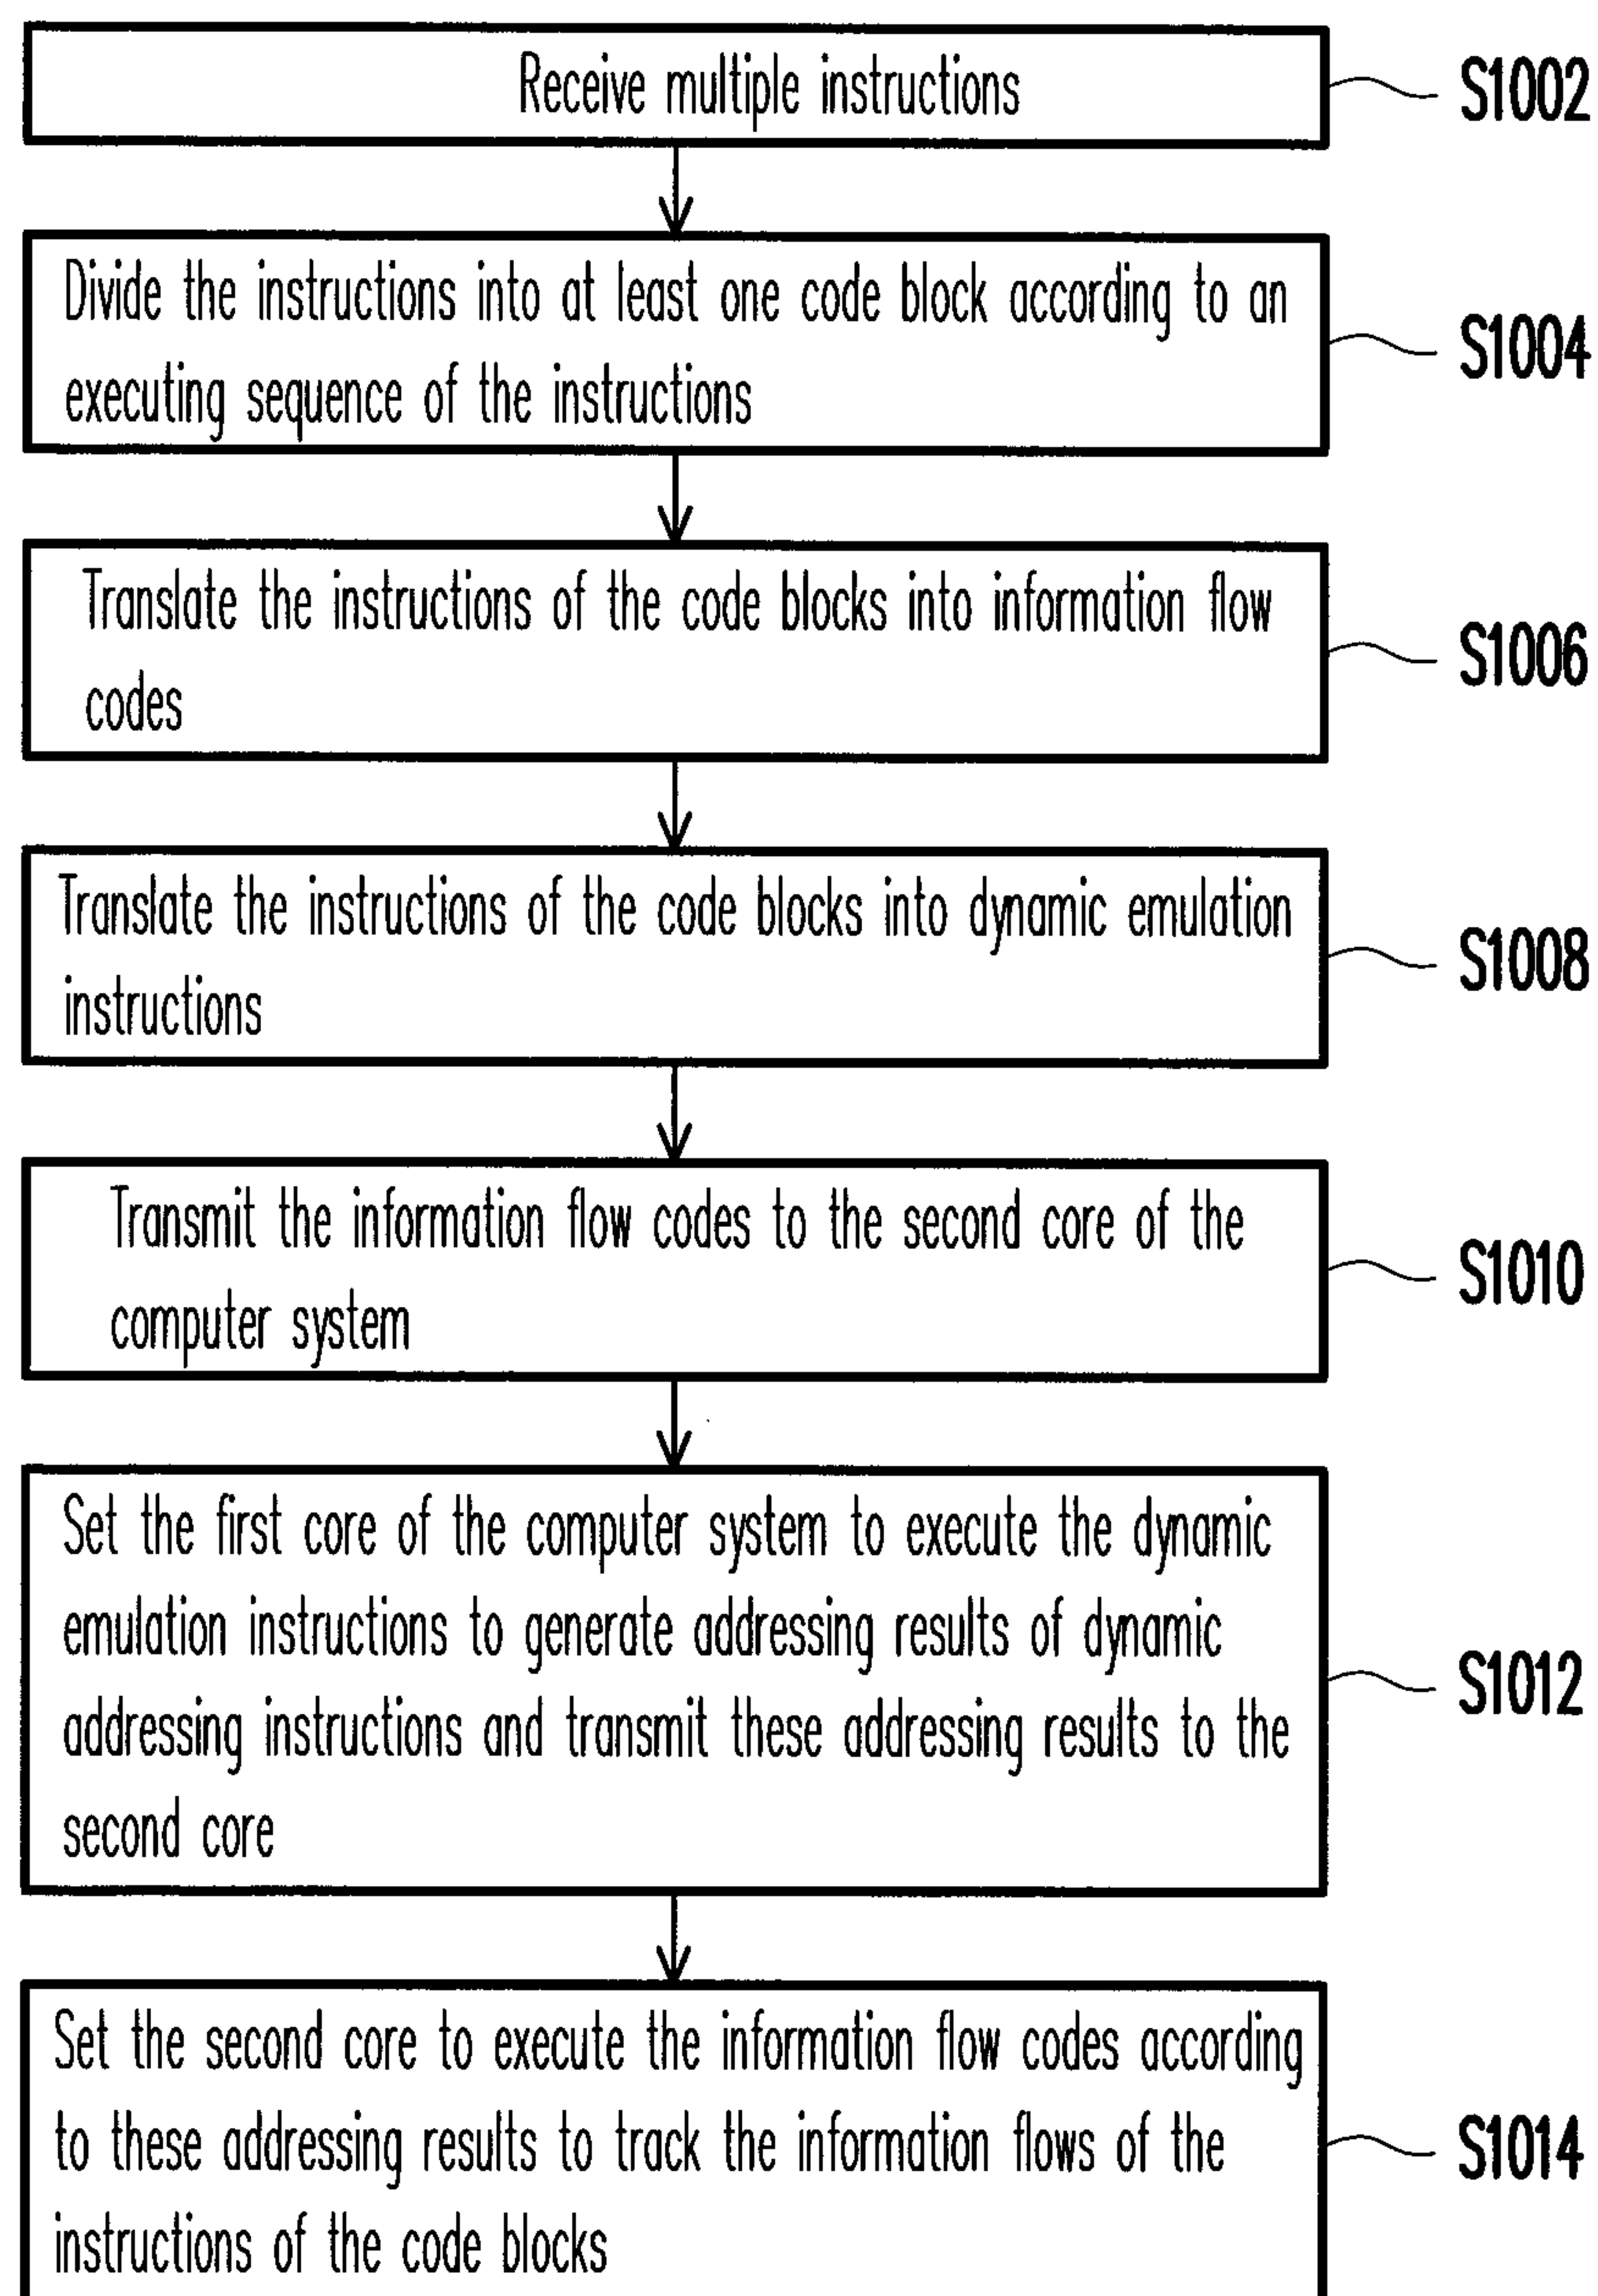 Receive multiple instructions
S1002
Divide the instructions into at least one code block according to an
executing sequence of the instructions
S1004
Translate the instructions of the code blocks into information flow
codes
S1006
Translate the instructions of the code blocks into dynamic emulation
instructions
S1008
Transmit the information flow codes to the second core of the
computer system
S1010
Set the first core of the computer system to execute the dynamic
emulation instructions to generate addressing results of dynamic
addressing instructions and transmit these addressing results to the
second core
S1012
Set the second core to execute the information flow codes according
to these addressing results to track the information flows of the
instructions of the code blocks
S1014